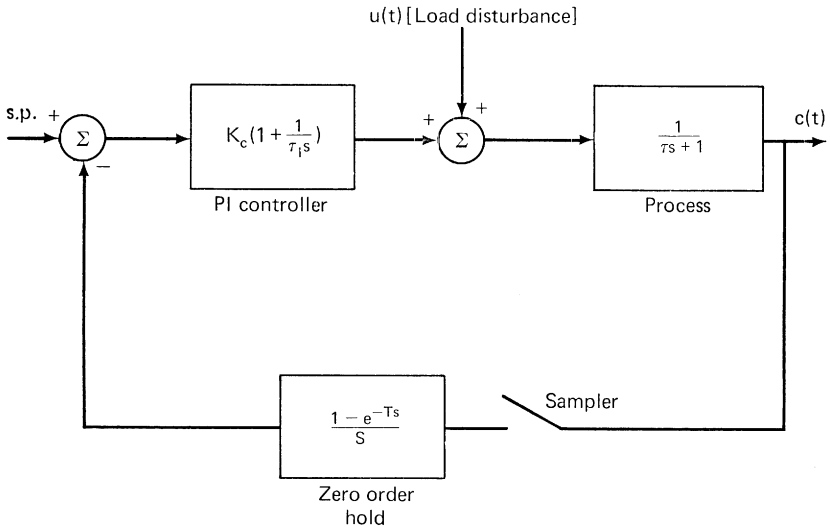 u(t) [Load disturbance]
s.p.
+
Σ
−
K_c(1 + 1/τ_I s)
PI controller
+
+
Σ
1/τs + 1
Process
c(t)
1 − e^−Ts/S
Zero order
hold
Sampler